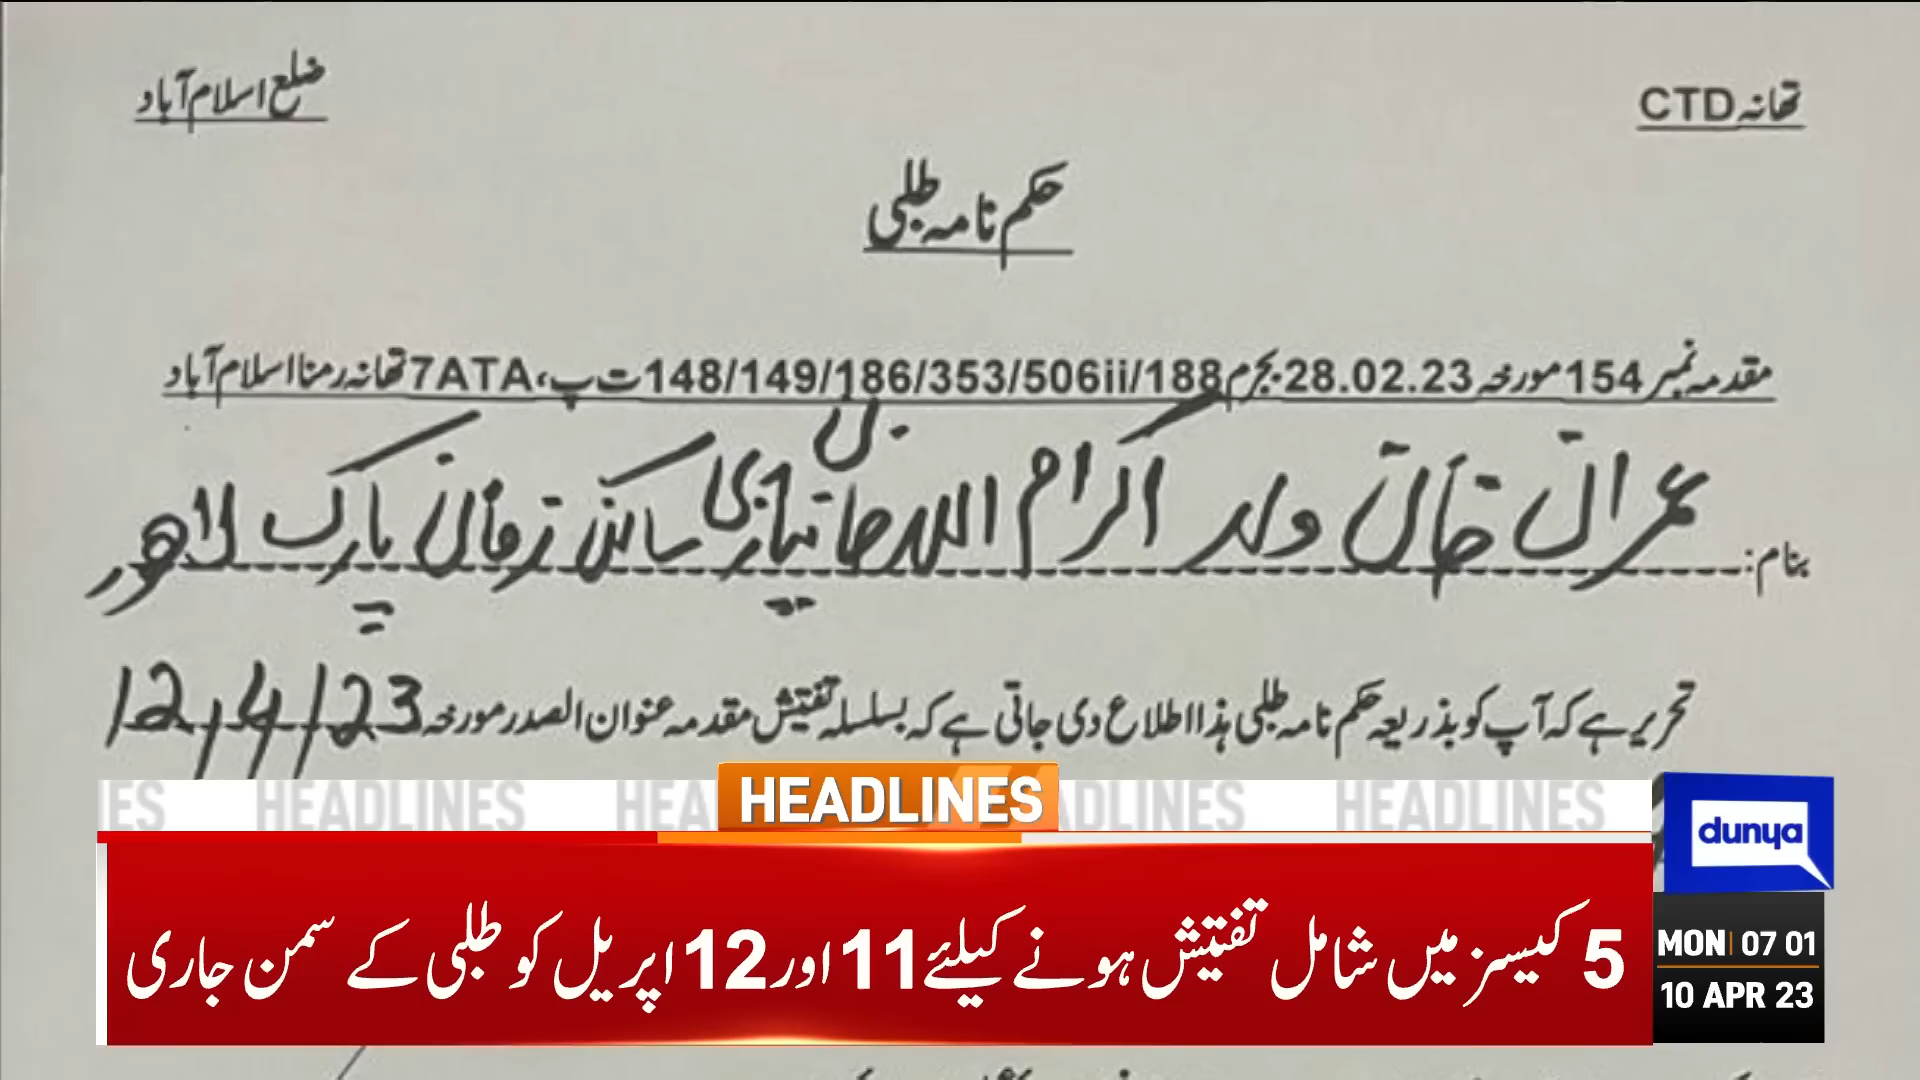 تھانہ CTD
ضلع اسلام آباد
حکم نامہ طلبی
مقدمہ نمبر 154 مورخہ 28.02.23 بجرم 148/149/186/353/506ii/188 ت پ، 7ATA تھانہ رمنا اسلام آباد
بنام: عمران خان ولد اکرام اللہ خان نیازی ساکن زمان پارک لاھور
تحریر ہے کہ آپ کو بذریعہ حکم نامہ طلبی ہذا اطلاع دی جاتی ہے کہ بسلسلہ تفتیش مقدمہ عنوان الصدر مورخہ 12/4/23
HEADLINES
dunya
5 کیسز میں شامل تفتیش ہونے کیلئے 11 اور 12 اپریل کو طلبی کے سمن جاری
MON 07 01
10 APR 23